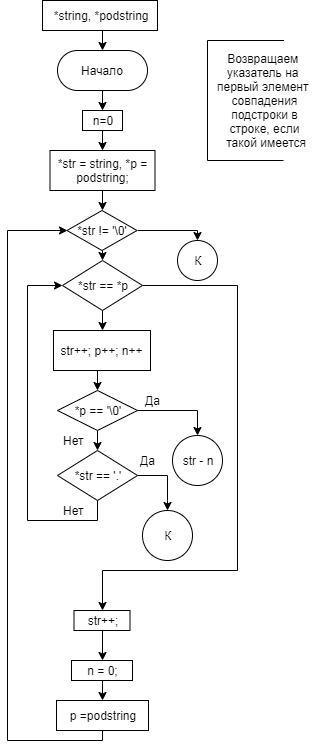 *string, *podstring
Начало
n=0
*str = string, *p =
podstring;
*str != '\0'
К
*str == *p
str++; p++; n++
*p == '\0'
Да
str - n
Нет
*str == '.'
Да
К
Нет
str++;
n = 0;
p =podstring
Возвращаем
указатель на
первый элемент
совпадения
подстроки в
строке, если
такой имеется